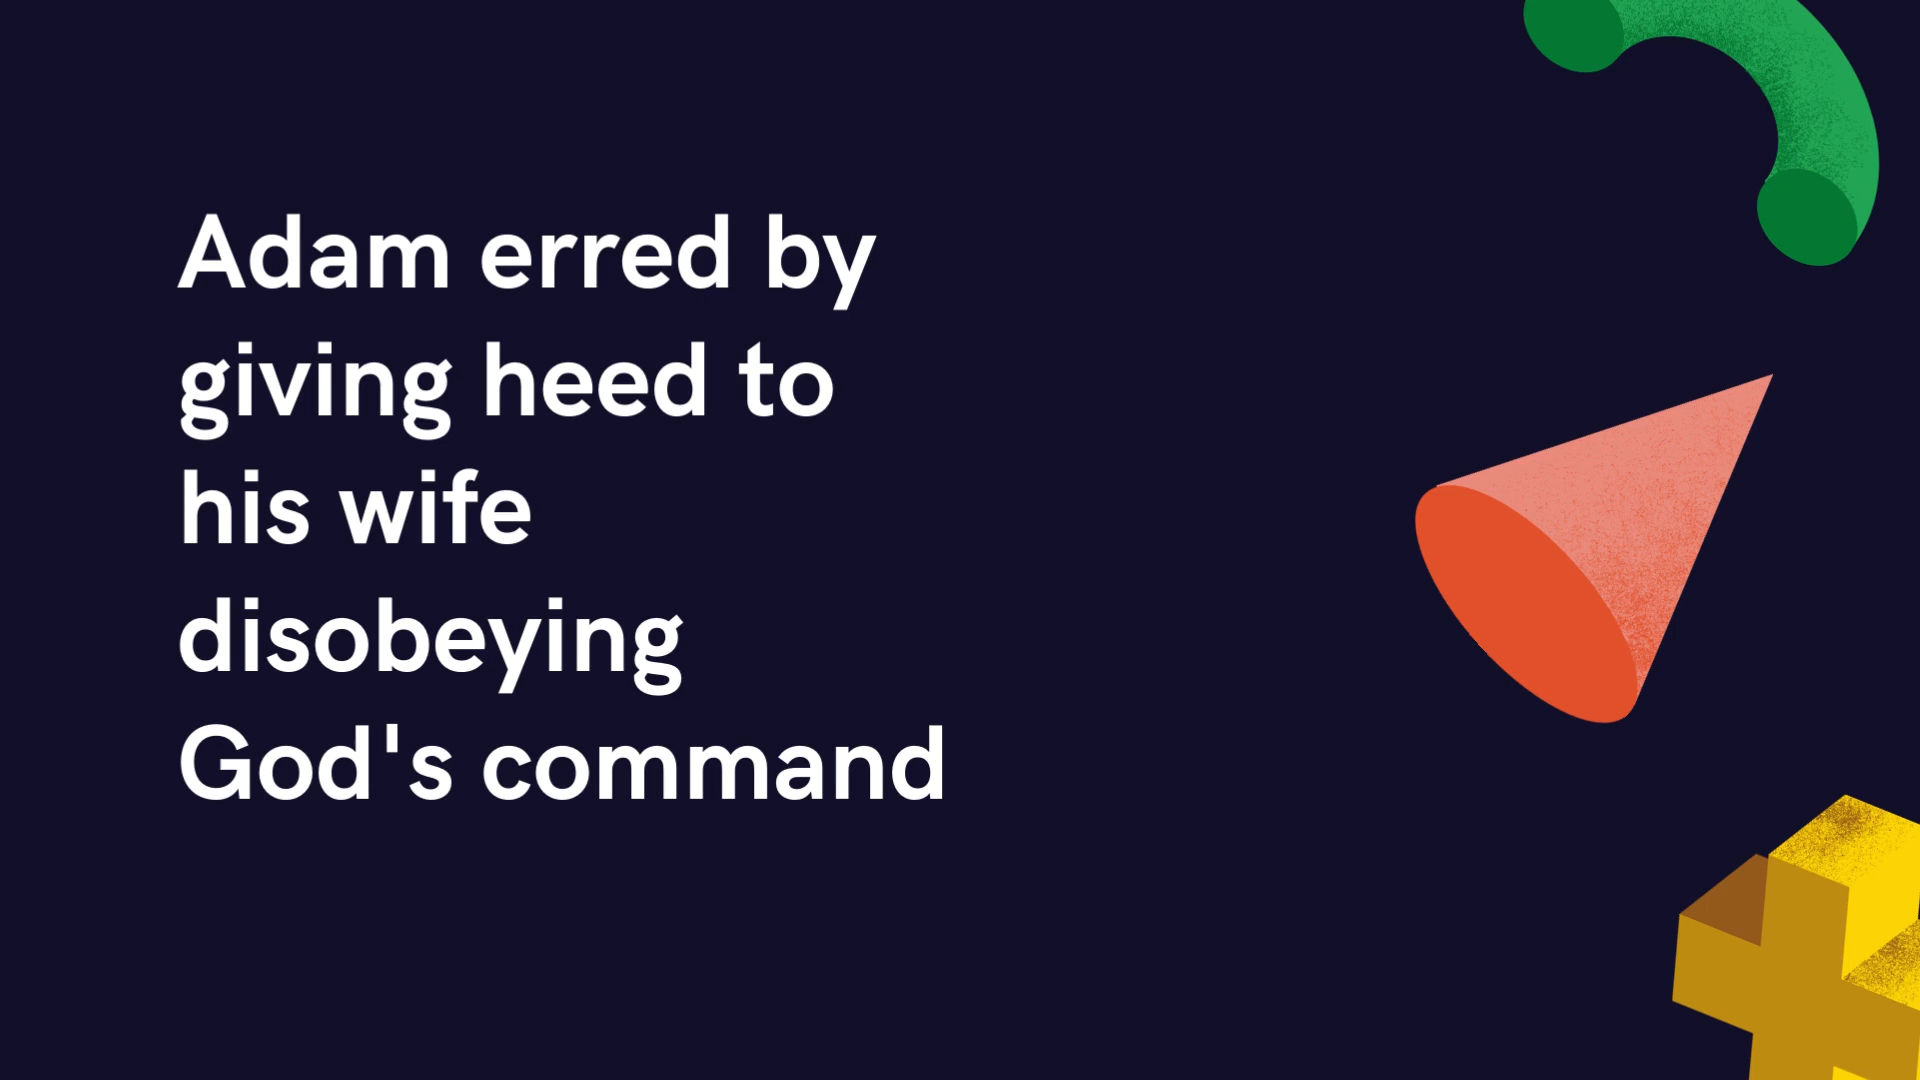 Adam erred by
giving heed to
his wife
disobeying
God's command